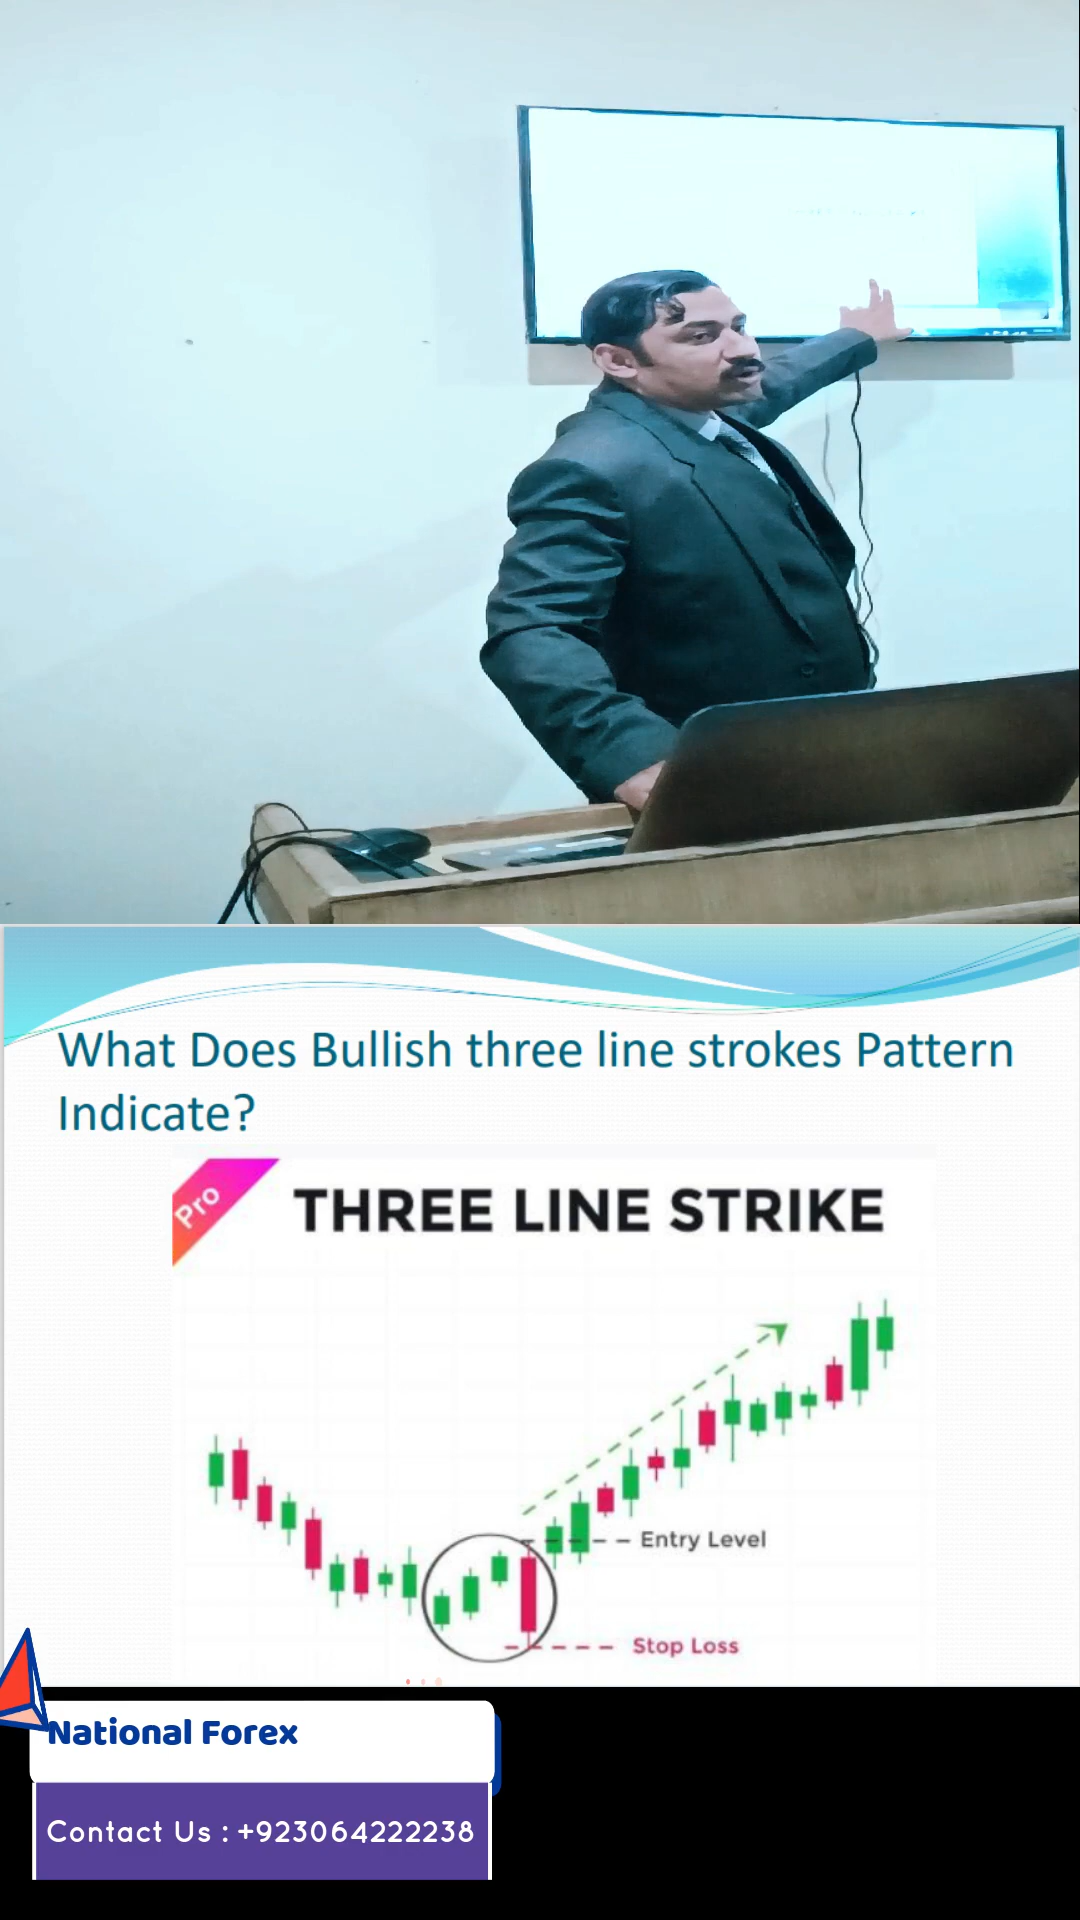 What Does Bullish three line strokes Pattern
Indicate?
Pro
THREE LINE STRIKE
Entry Level
Stop Loss
National Forex
Contact Us : +923064222238